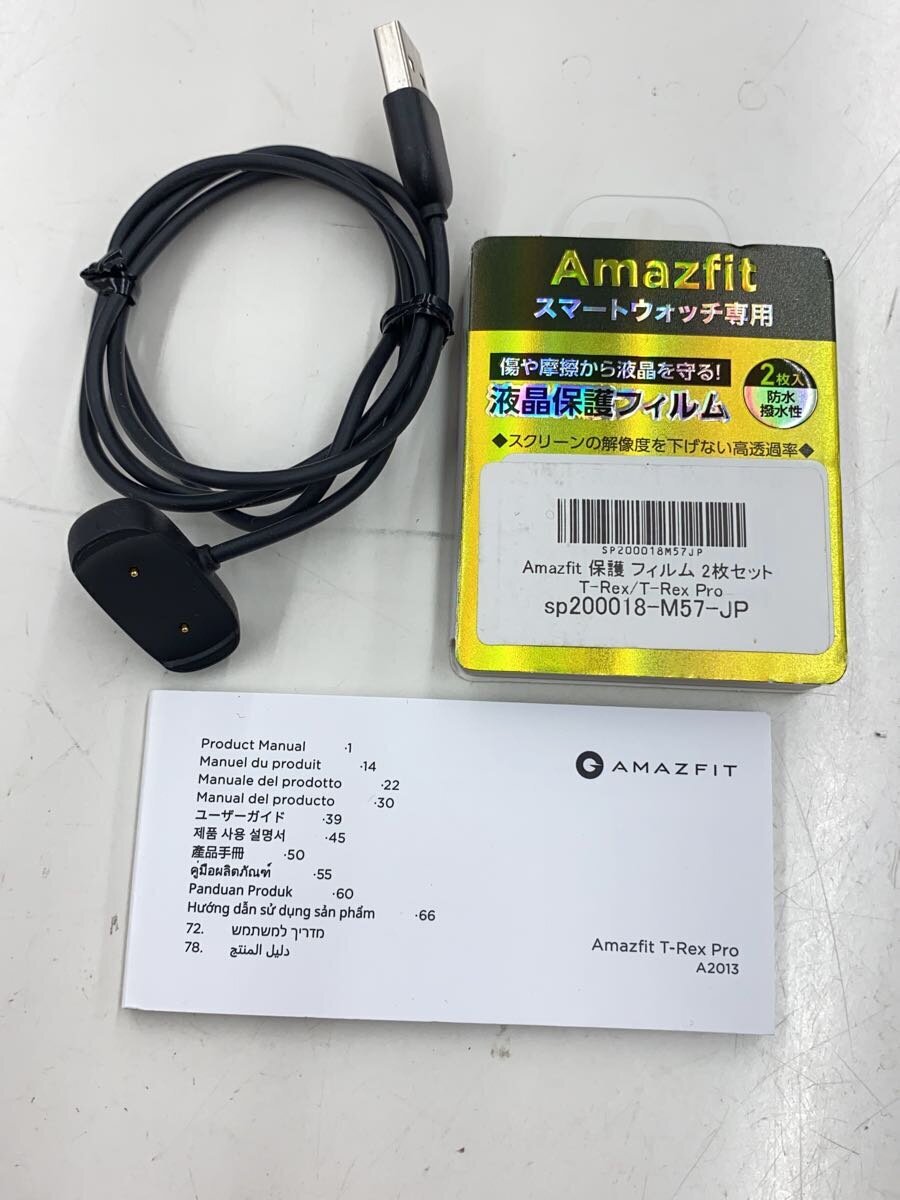 Amazfit
スマートウォッチ専用
傷や摩擦から液晶を守る!
液晶保護フィルム
2枚入
防水
撥水性
◆スクリーンの解像度を下げない高透過率◆
SP200018M57JP
Amazfit 保護 フィルム 2枚セット
T-Rex/T-Rex Pro
sp200018-M57-JP
Product Manual ·1
Manuel du produit ·14
Manuale del prodotto ·22
Manual del producto ·30
ユーザーガイド ·39
제품 사용 설명서 ·45
產品手冊 ·50
คู่มือผลิตภัณฑ์ ·55
Panduan Produk ·60
Hướng dẫn sử dụng sản phẩm ·66
72. מדריך למשתמש
78. دليل المنتج
AMAZFIT
Amazfit T-Rex Pro
A2013